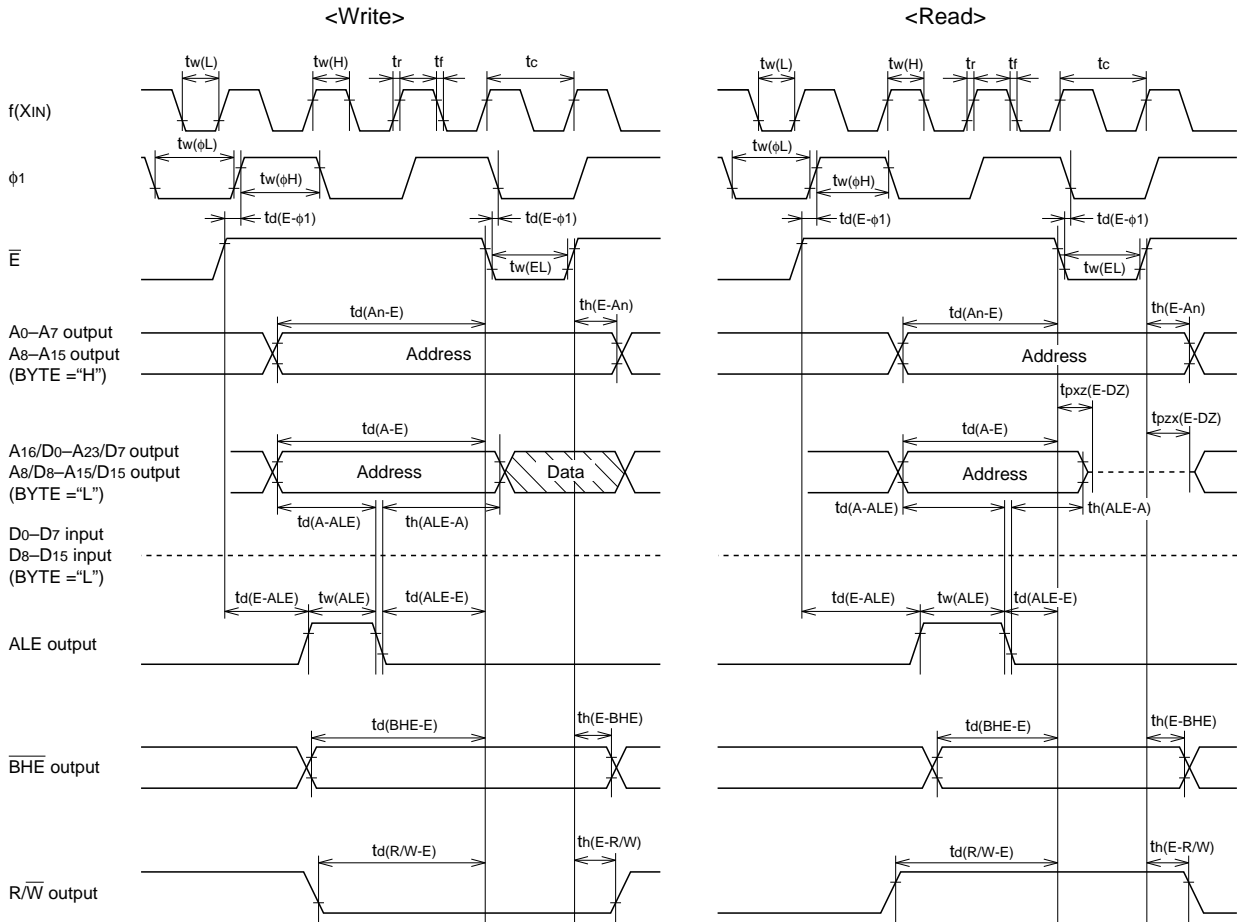 <Write>
<Read>
tw(L) tw(H) tr tf tc
tw(L) tw(H) tr tf tc
f(XIN)
tw(ϕL)
tw(ϕL)
ϕ1
tw(ϕH)
tw(ϕH)
td(E-ϕ1) td(E-ϕ1)
td(E-ϕ1) td(E-ϕ1)
E
tw(EL)
tw(EL)
td(An-E) th(E-An)
td(An-E) th(E-An)
A0–A7 output
A8–A15 output
(BYTE ="H")
Address
Address
tpxz(E-DZ)
tpzx(E-DZ)
td(A-E)
td(A-E)
A16/D0–A23/D7 output
A8/D8–A15/D15 output
(BYTE ="L")
Address Data
Address
td(A-ALE) th(ALE-A)
td(A-ALE) th(ALE-A)
D0–D7 input
D8–D15 input
(BYTE ="L")
td(E-ALE) tw(ALE) td(ALE-E)
td(E-ALE) tw(ALE) td(ALE-E)
ALE output
td(BHE-E) th(E-BHE)
td(BHE-E) th(E-BHE)
BHE output
td(R/W-E) th(E-R/W)
td(R/W-E) th(E-R/W)
R/W output